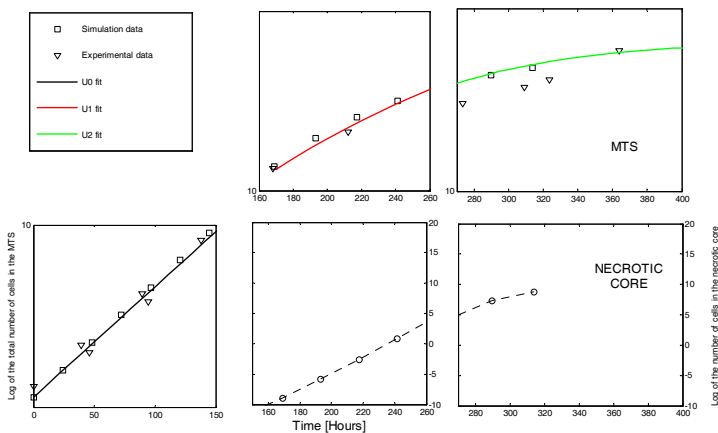 Simulation data
Experimental data
U0 fit
U1 fit
U2 fit
10
160 180 200 220 240 260
10
MTS
10
280 300 320 340 360 380 400
Log of the total number of cells in the MTS
10
0 50 100 150
20
15
10
5
0
-5
-10
160 180 200 220 240 260
Time [Hours]
NECROTIC
CORE
20
15
10
5
0
-5
-10
280 300 320 340 360 380 400
Log of the number of cells in the necrotic core